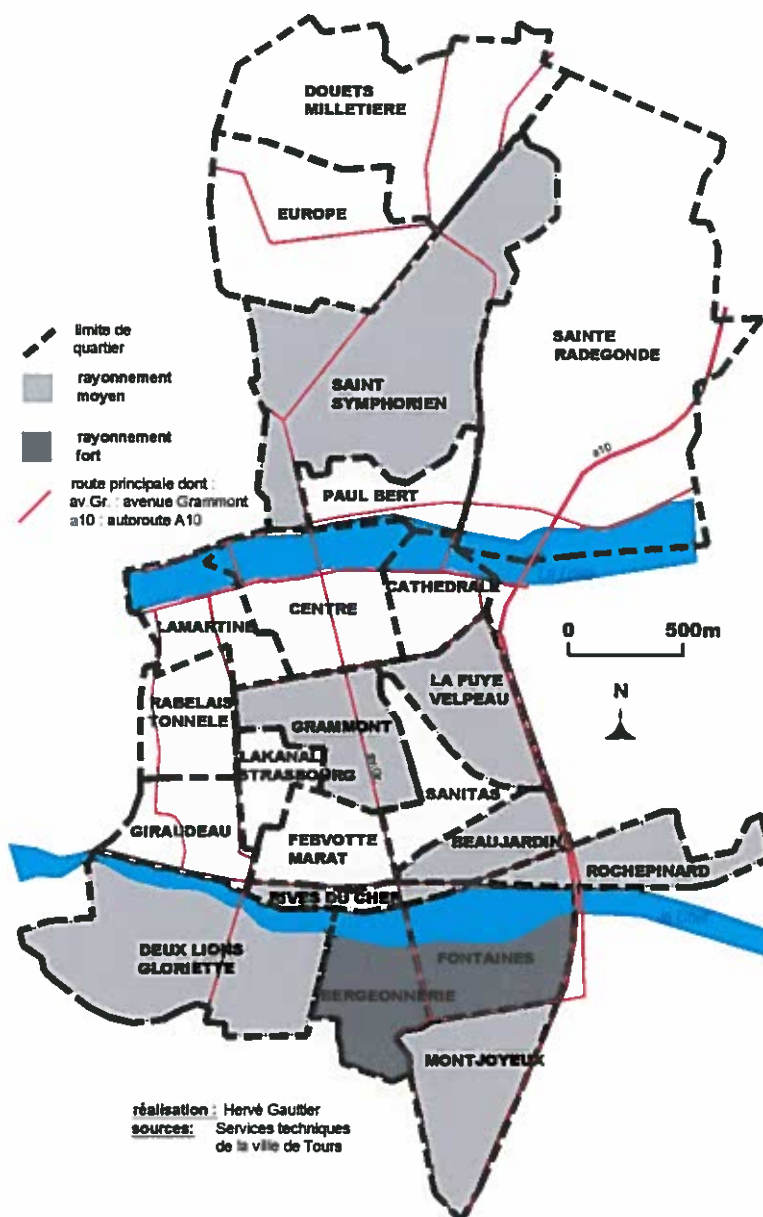 DOUETS
MILLETIERE
EUROPE
limite de
quartier
rayonnement
moyen
rayonnement
fort
route principale dont :
av Gr. : avenue Grammont
a10 : autoroute A10
SAINTE
RADEGONDE
SAINT
SYMPHORIEN
a10
PAUL BERT
CATHEDRALE
CENTRE
LAMARTINE
0 500m
N
LA FUYE
VELPEAU
RABELAIS
TONNELE
GRAMMONT
LAKANAL
STRASBOURG
SANITAS
GIRALDEAU
FEBVOTTE
MARAT
BEAUJARDIN
ROCHEPINARD
RIVES DU CHER
DEUX LIONS
GLORIETTE
FONTAINES
BERGEONNERIE
MONTJOYEUX
réalisation : Hervé Gauttier
sources: Services techniques
de la ville de Tours